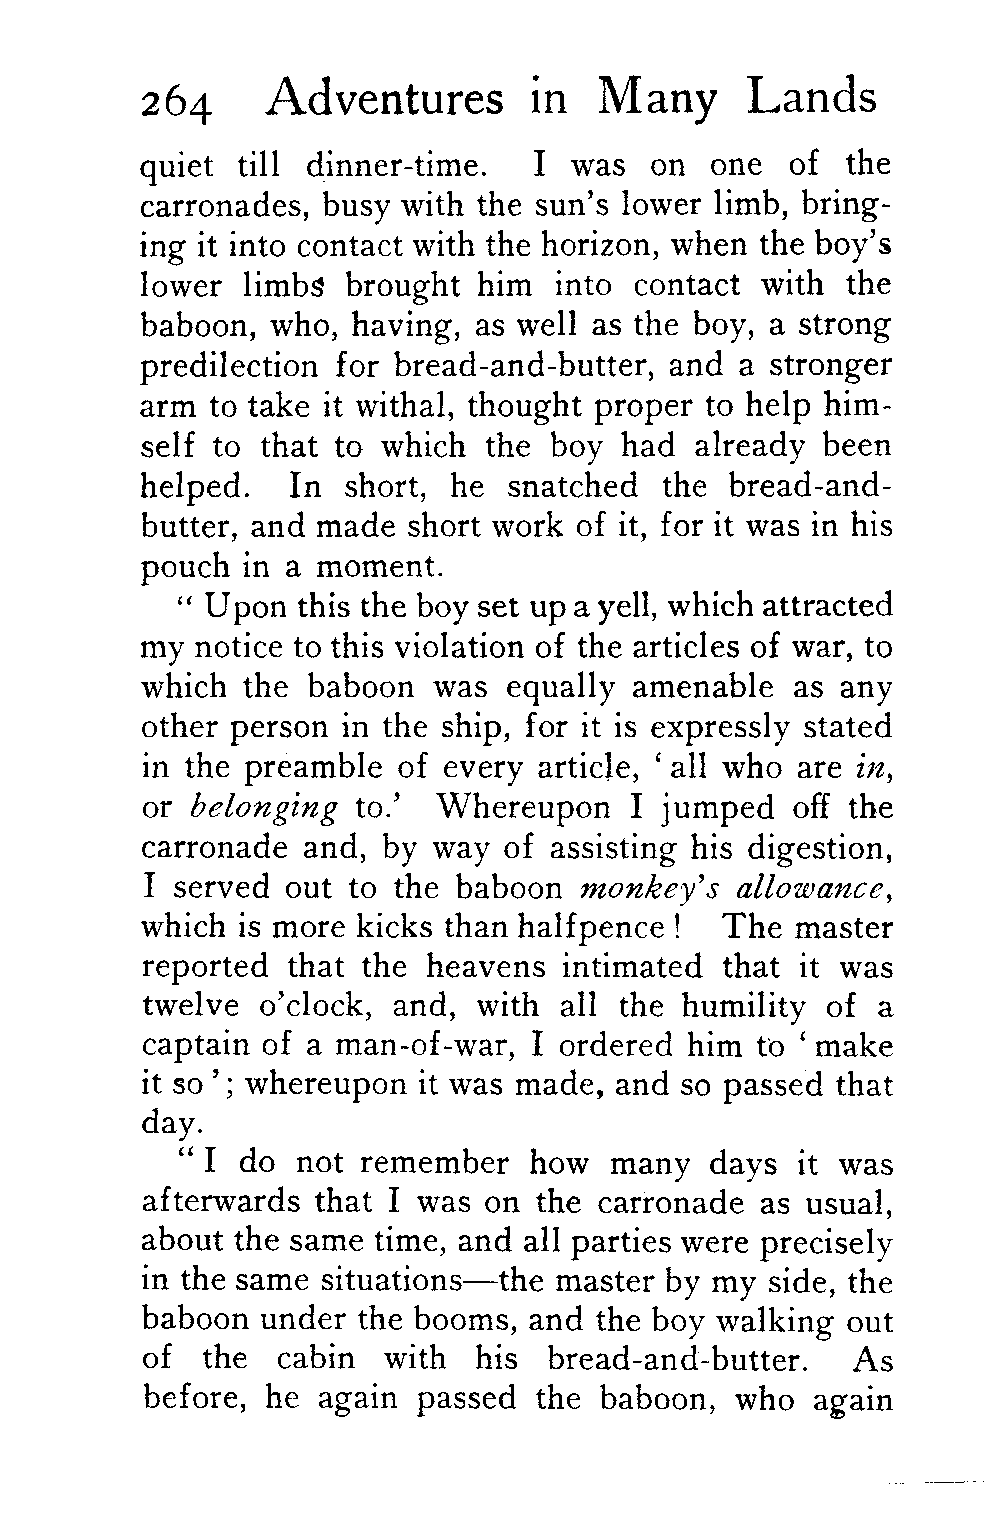 264 Adventures in Many Lands
quiet till dinner-time. I was on one of the
carronades, busy with the sun's lower limb, bring-
ing it into contact with the horizon, when the boy's
lower limbs brought him into contact with the
baboon, who, having, as well as the boy, a strong
predilection for bread-and-butter, and a stronger
arm to take it withal, thought proper to help him-
self to that to which the boy had already been
helped. In short, he snatched the bread-and-
butter, and made short work of it, for it was in his
pouch in a moment.
“ Upon this the boy set up a yell, which attracted
my notice to this violation of the articles of war, to
which the baboon was equally amenable as any
other person in the ship, for it is expressly stated
in the preamble of every article, ‘ all who are in,
or belonging to.’ Whereupon I jumped off the
carronade and, by way of assisting his digestion,
I served out to the baboon monkey's allowance,
which is more kicks than halfpence ! The master
reported that the heavens intimated that it was
twelve o'clock, and, with all the humility of a
captain of a man-of-war, I ordered him to ‘ make
it so ’ ; whereupon it was made, and so passed that
day.
“ I do not remember how many days it was
afterwards that I was on the carronade as usual,
about the same time, and all parties were precisely
in the same situations—the master by my side, the
baboon under the booms, and the boy walking out
of the cabin with his bread-and-butter. As
before, he again passed the baboon, who again